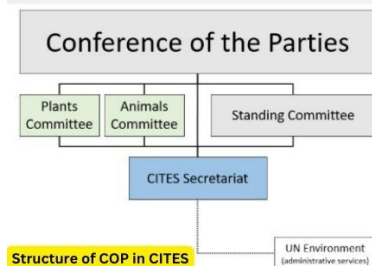 Conference of the Parties
Plants
Committee
Animals
Committee
Standing Committee
CITES Secretariat
UN Environment
(administrative services)
Structure of COP in CITES